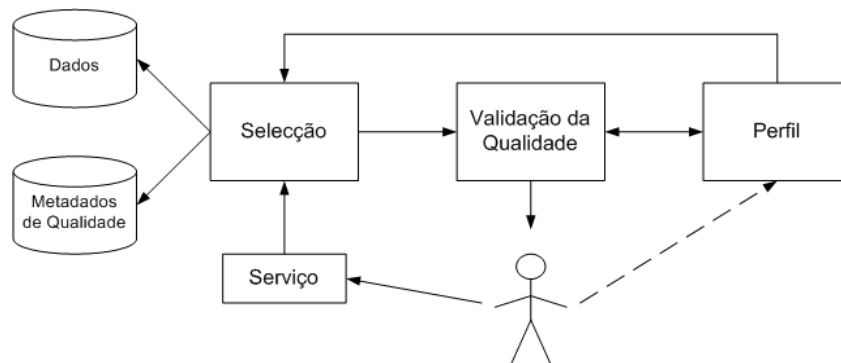 Dados
Selecção
Validação da
Qualidade
Perfil
Metadados
de Qualidade
Serviço